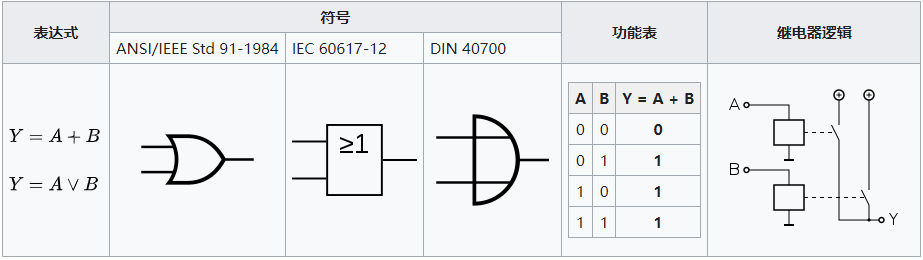 表达式
符号
功能表
继电器逻辑
ANSI/IEEE Std 91-1984
IEC 60617-12
DIN 40700
Y = A + B
Y = A ∨ B
≥1
A B Y = A + B
0 0 0
0 1 1
1 0 1
1 1 1
A
B
Y